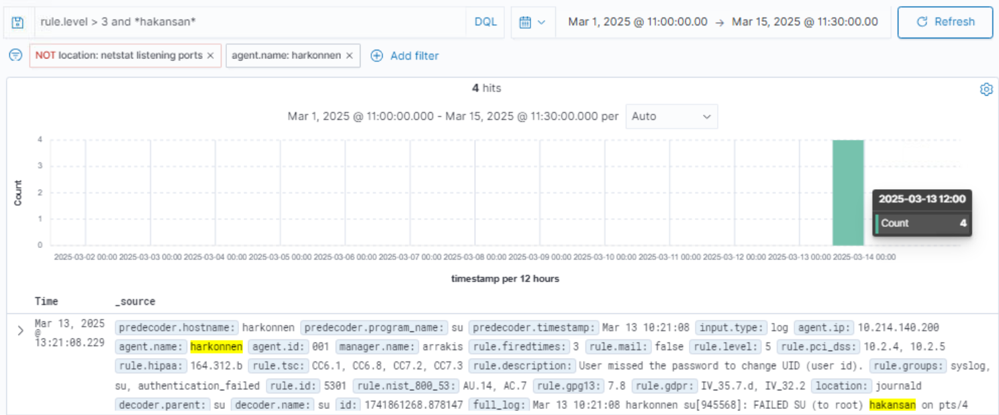 rule.level > 3 and *hakansan* DQL Mar 1, 2025 @ 11:00:00.00 → Mar 15, 2025 @ 11:30:00.00 Refresh
NOT location: netstat listening ports × agent.name: harkonnen × Add filter
4 hits
Mar 1, 2025 @ 11:00:00.000 - Mar 15, 2025 @ 11:30:00.000 per Auto
4
3
2
1
0
Count
2025-03-13 12:00
Count 4
2025-03-02 00:00 2025-03-03 00:00 2025-03-04 00:00 2025-03-05 00:00 2025-03-06 00:00 2025-03-07 00:00 2025-03-08 00:00 2025-03-09 00:00 2025-03-10 00:00 2025-03-11 00:00 2025-03-12 00:00 2025-03-13 00:00 2025-03-14 00:00
timestamp per 12 hours
Time _source
Mar 13, 2025
@
13:21:08.229
predecoder.hostname: harkonnen predecoder.program_name: su predecoder.timestamp: Mar 13 10:21:08 input.type: log agent.ip: 10.214.140.200
agent.name: harkonnen agent.id: 001 manager.name: arrakis rule.firedtimes: 3 rule.mail: false rule.level: 5 rule.pci_dss: 10.2.4, 10.2.5
rule.hipaa: 164.312.b rule.tsc: CC6.1, CC6.8, CC7.2, CC7.3 rule.description: User missed the password to change UID (user id). rule.groups: syslog,
su, authentication_failed rule.id: 5301 rule.nist_800_53: AU.14, AC.7 rule.gpg13: 7.8 rule.gdpr: IV_35.7.d, IV_32.2 location: journald
decoder.parent: su decoder.name: su id: 1741861268.878147 full_log: Mar 13 10:21:08 harkonnen su[945568]: FAILED SU (to root) hakansan on pts/4